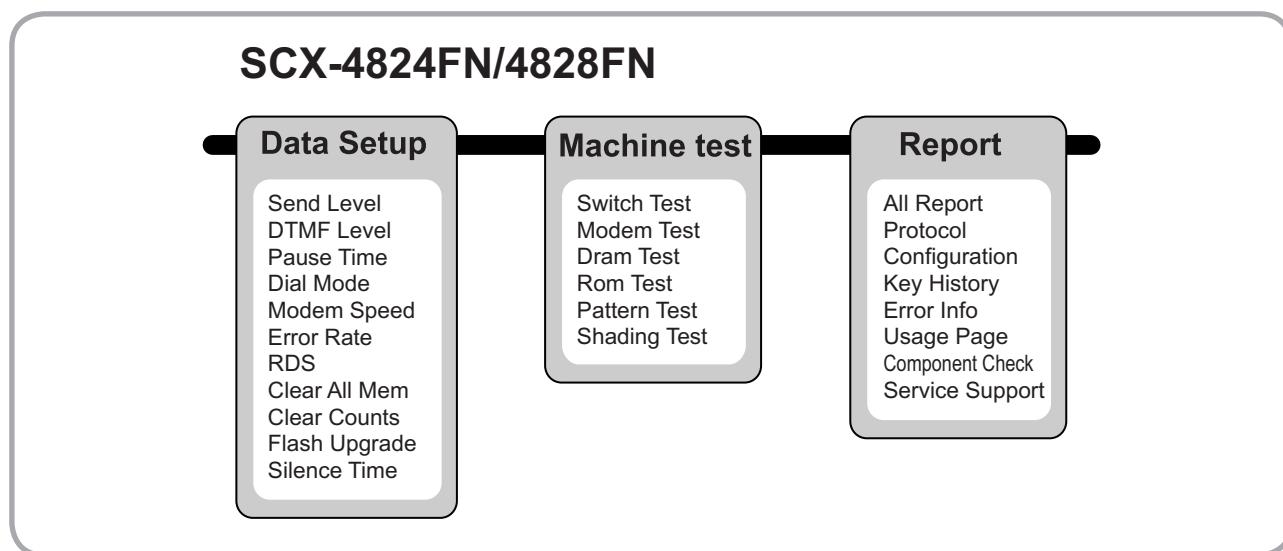 SCX-4824FN/4828FN
Data Setup
Send Level
DTMF Level
Pause Time
Dial Mode
Modem Speed
Error Rate
RDS
Clear All Mem
Clear Counts
Flash Upgrade
Silence Time
Machine test
Switch Test
Modem Test
Dram Test
Rom Test
Pattern Test
Shading Test
Report
All Report
Protocol
Configuration
Key History
Error Info
Usage Page
Component Check
Service Support